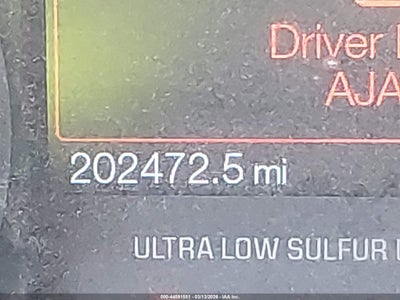 Driver
AJA
202472.5 mi
ULTRA LOW SULFUR